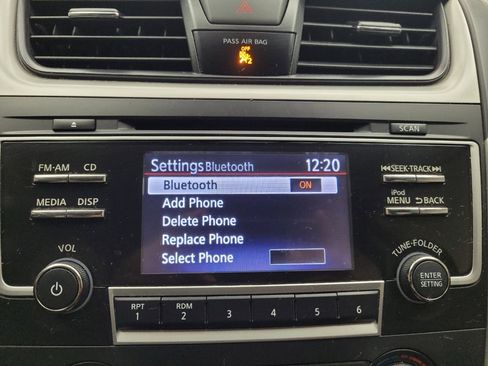 PASS AIR BAG
OFF
2
SCAN
FM·AM CD
MEDIA DISP
VOL
Settings Bluetooth 12:20
Bluetooth ON
Add Phone
Delete Phone
Replace Phone
Select Phone
SEEK·TRACK
iPod
MENU BACK
TUNE·FOLDER
ENTER
SETTING
RPT
1
RDM
2
3
4
5
6